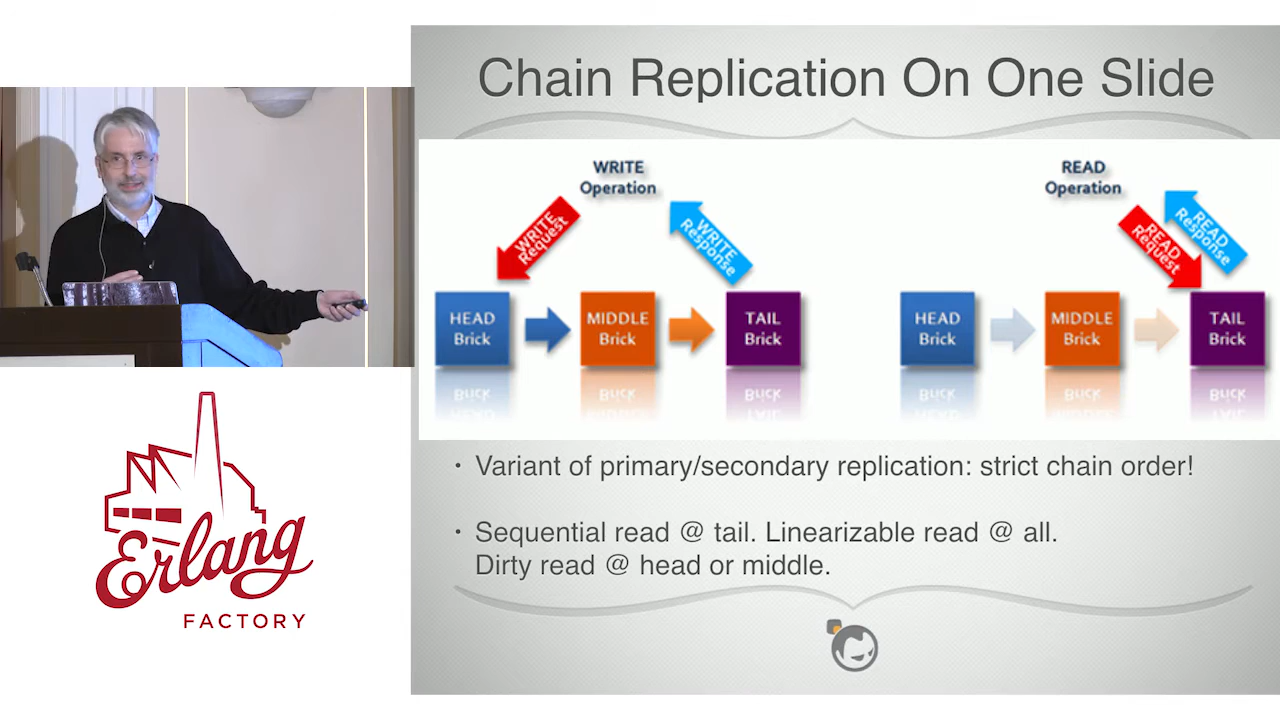 Chain Replication On One Slide
WRITE
Operation
WRITE
Request
WRITE
Response
HEAD
Brick
MIDDLE
Brick
TAIL
Brick
READ
Operation
READ
Request
READ
Response
HEAD
Brick
MIDDLE
Brick
TAIL
Brick
• Variant of primary/secondary replication: strict chain order!
• Sequential read @ tail. Linearizable read @ all.
Dirty read @ head or middle.
Erlang
FACTORY